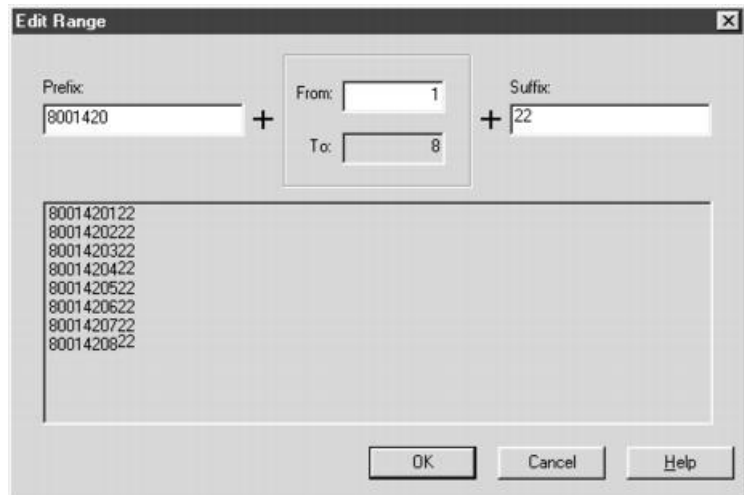 Edit Range
Prefix:
8001420
+
From: 1
To: 8
+
Suffix:
22
8001420122
8001420222
8001420322
8001420422
8001420522
8001420622
8001420722
8001420822
OK
Cancel
Help